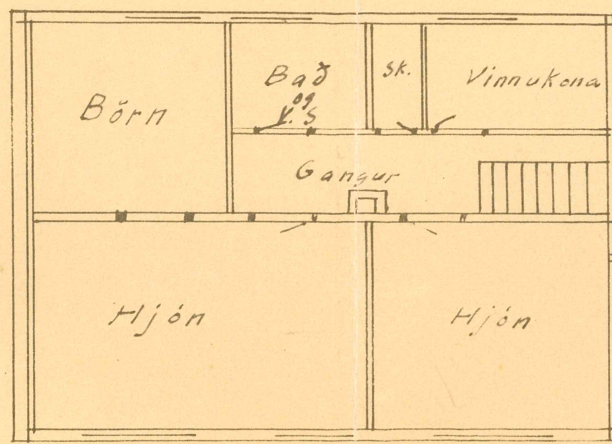 Börn
Bað
og
V. S
sk.
Vinnukona
Gangur
Hjón
Hjón